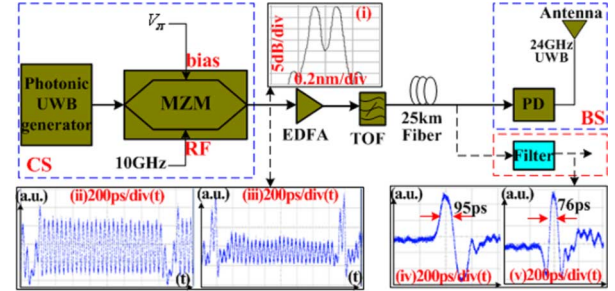 Vπ
bias
Photonic
UWB
generator
MZM
CS
10GHz
RF
(i)
5dB/div
0.2nm/div
EDFA
TOF
25km
Fiber
Antenna
24GHz
UWB
PD
BS
Filter
(a.u.)
(ii)200ps/div(t)
(t)
(a.u.)
(iii)200ps/div(t)
(t)
(a.u.)
95ps
(iv)200ps/div(t)
(a.u.)
76ps
(v)200ps/div(t)